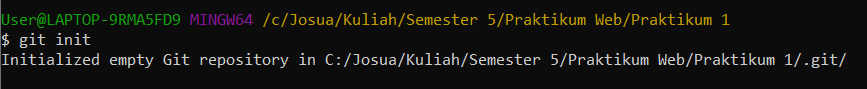 User@LAPTOP-9RMA5FD9 MINGW64 /c/Josua/Kuliah/Semester 5/Praktikum Web/Praktikum 1
$ git init
Initialized empty Git repository in C:/Josua/Kuliah/Semester 5/Praktikum Web/Praktikum 1/.git/